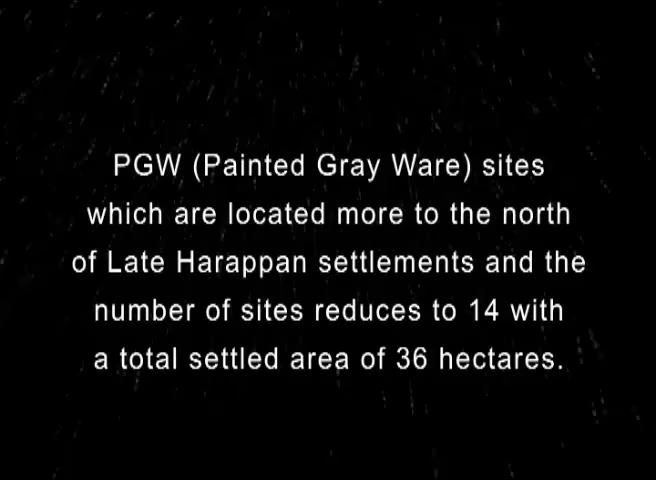 PGW (Painted Gray Ware) sites
which are located more to the north
of Late Harappan settlements and the
number of sites reduces to 14 with
a total settled area of 36 hectares.